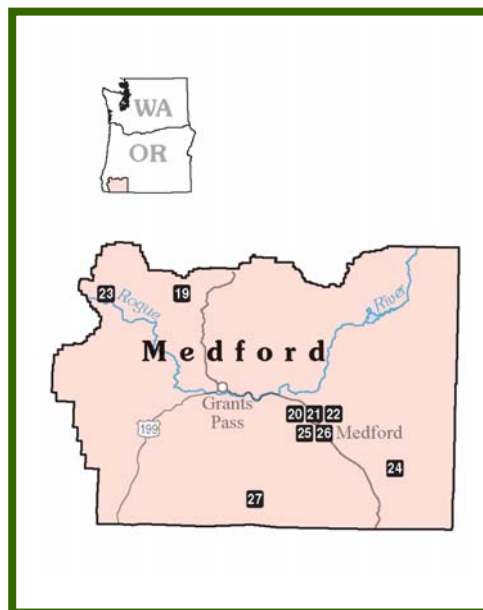 WA
OR
23
19
Rogue
River
Medford
Grants
Pass
20 21 22
199
25 26 Medford
24
27